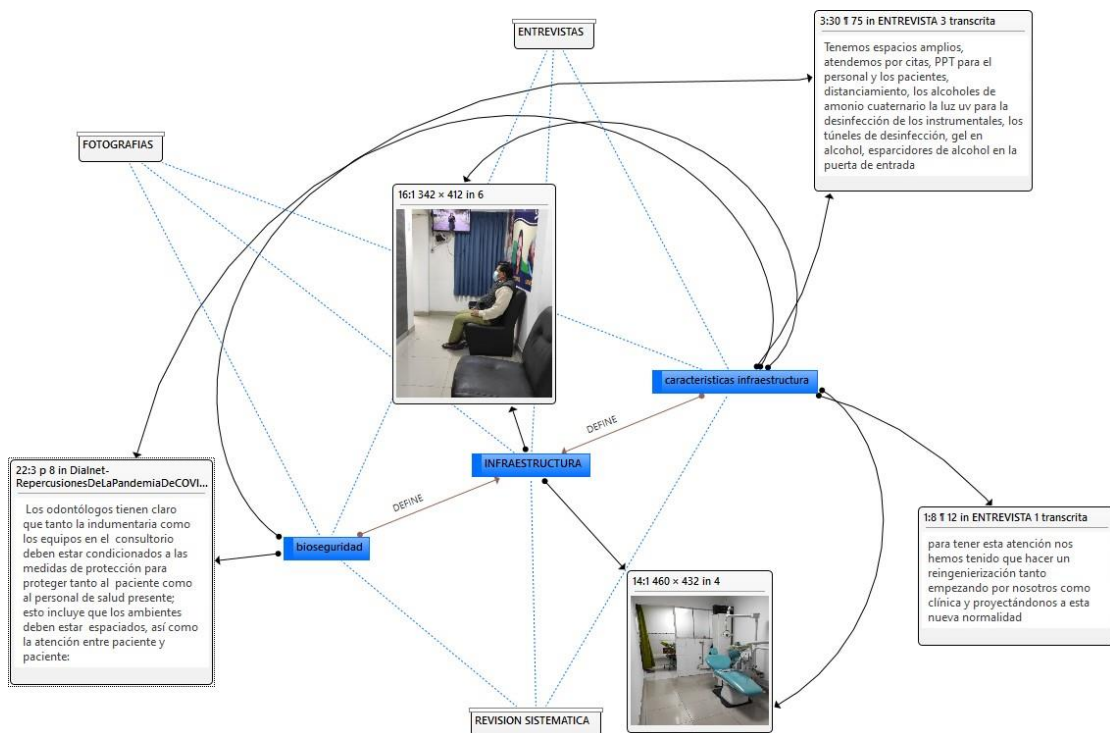 ENTREVISTAS
3:30 ¶ 75 in ENTREVISTA 3 transcrita
Tenemos espacios amplios,
atendemos por citas, PPT para el
personal y los pacientes,
distanciamiento, los alcoholes de
amonio cuaternario la luz uv para la
desinfección de los instrumentales, los
túneles de desinfección, gel en
alcohol, esparcidores de alcohol en la
puerta de entrada
FOTOGRAFIAS
16:1 342 × 412 in 6
caracteristicas infraestructura
DEFINE
INFRAESTRUCTURA
DEFINE
bioseguridad
22:3 p 8 in Dialnet-
RepercusionesDeLaPandemiaDeCOVI...
Los odontólogos tienen claro
que tanto la indumentaria como
los equipos en el consultorio
deben estar condicionados a las
medidas de protección para
proteger tanto al paciente como
al personal de salud presente;
esto incluye que los ambientes
deben estar espaciados, así como
la atención entre paciente y
paciente:
1:8 ¶ 12 in ENTREVISTA 1 transcrita
para tener esta atención nos
hemos tenido que hacer un
reingenierización tanto
empezando por nosotros como
clínica y proyectándonos a esta
nueva normalidad
14:1 460 × 432 in 4
REVISION SISTEMATICA